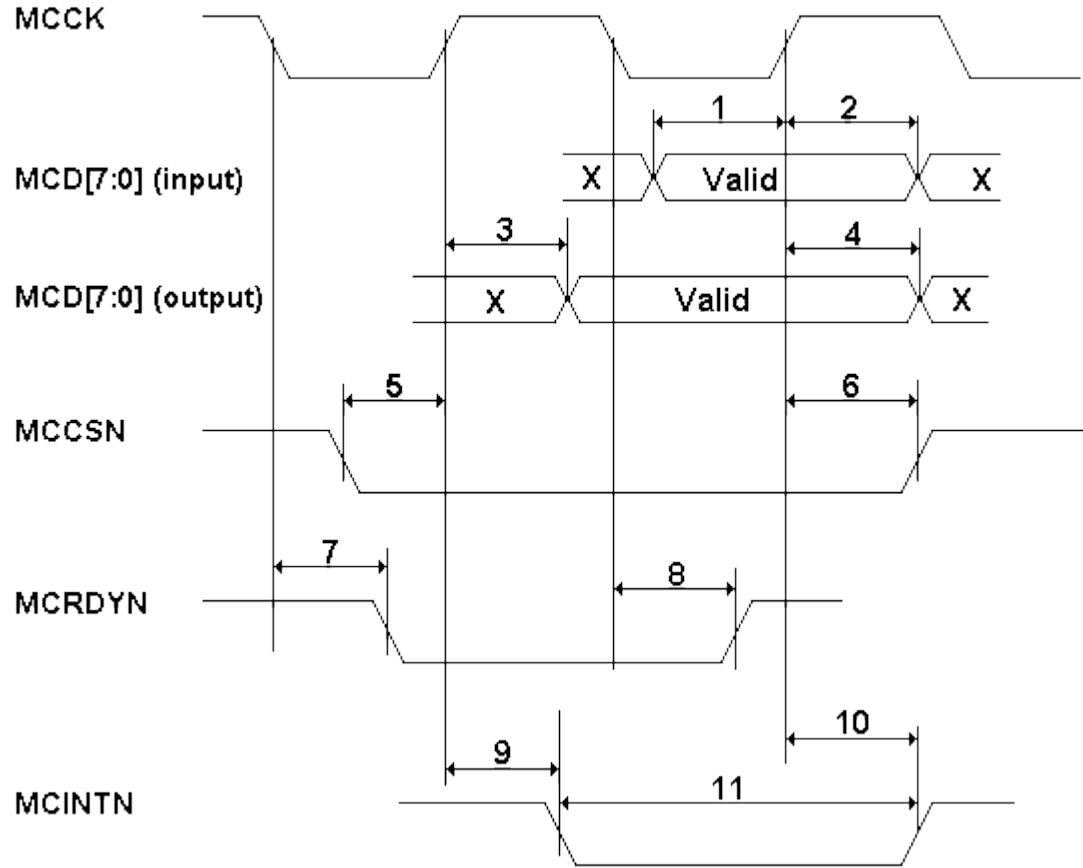 MCCK
1 2
MCD[7:0] (input) X Valid X
3 4
MCD[7:0] (output) X Valid X
5 6
MCCSN
7 8
MCRDYN
10
9 11
MCINTN